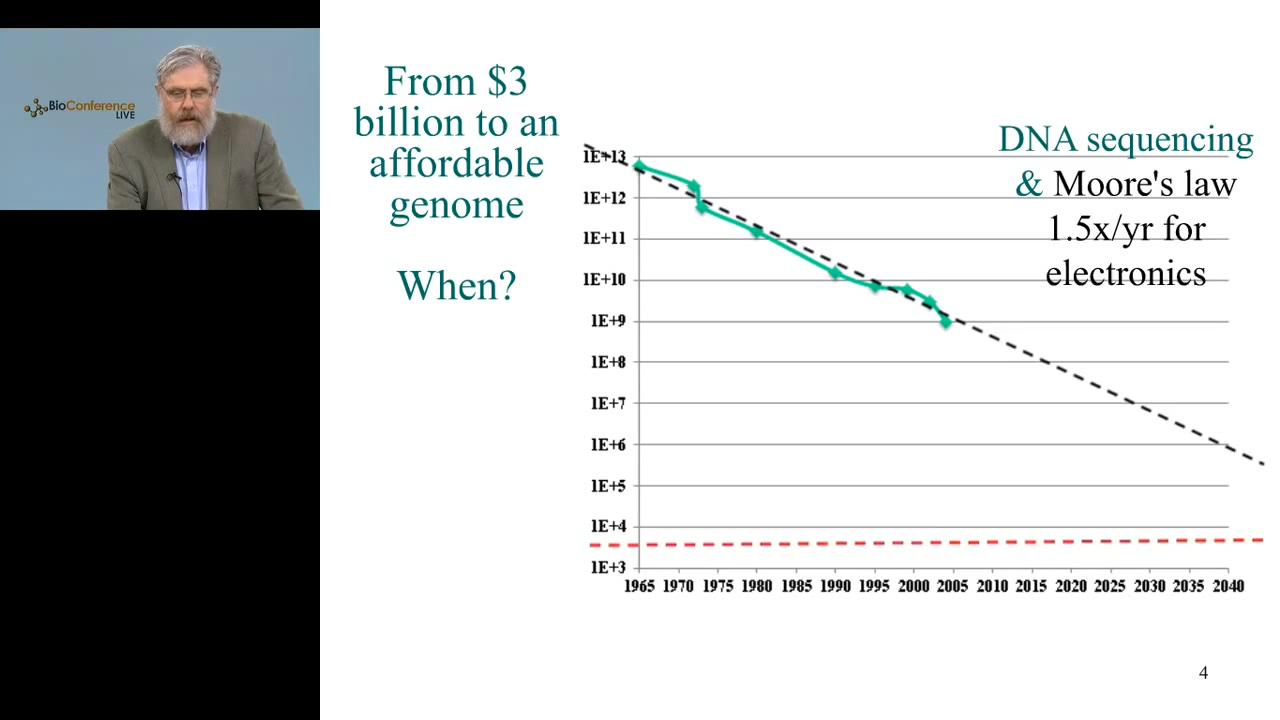 BioConference
LIVE
From $3
billion to an
affordable
genome
When?
DNA sequencing
& Moore's law
1.5x/yr for
electronics
1E+13
1E+12
1E+11
1E+10
1E+9
1E+8
1E+7
1E+6
1E+5
1E+4
1E+3
1965 1970 1975 1980 1985 1990 1995 2000 2005 2010 2015 2020 2025 2030 2035 2040
4